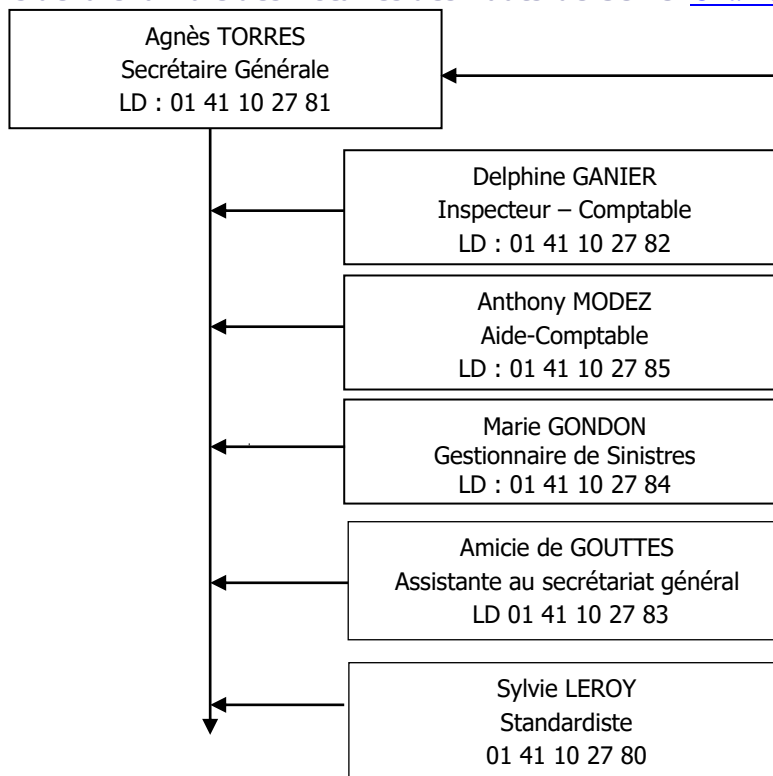 Agnès TORRES
Secrétaire Générale
LD : 01 41 10 27 81
Delphine GANIER
Inspecteur – Comptable
LD : 01 41 10 27 82
Anthony MODEZ
Aide-Comptable
LD : 01 41 10 27 85
Marie GONDON
Gestionnaire de Sinistres
LD : 01 41 10 27 84
Amicie de GOUTTES
Assistante au secrétariat général
LD 01 41 10 27 83
Sylvie LEROY
Standardiste
01 41 10 27 80